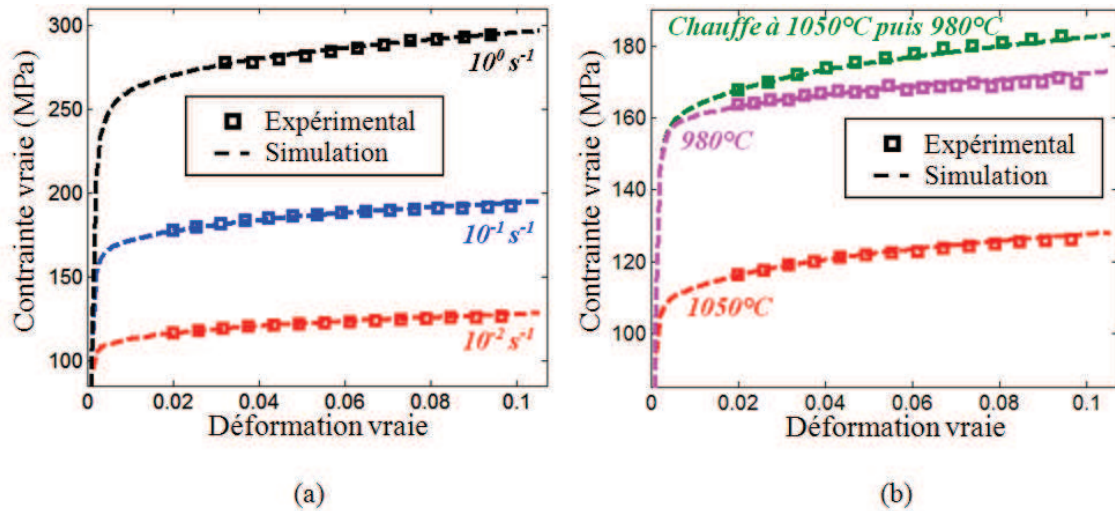 300
250
200
150
100
Contrainte vraie (MPa)
10⁰ s⁻¹
Expérimental
Simulation
10⁻¹ s⁻¹
10⁻² s⁻¹
0 0.02 0.04 0.06 0.08 0.1
Déformation vraie
(a)
180
160
140
120
100
Contrainte vraie (MPa)
Chauffe à 1050°C puis 980°C
980°C
Expérimental
Simulation
1050°C
0 0.02 0.04 0.06 0.08 0.1
Déformation vraie
(b)